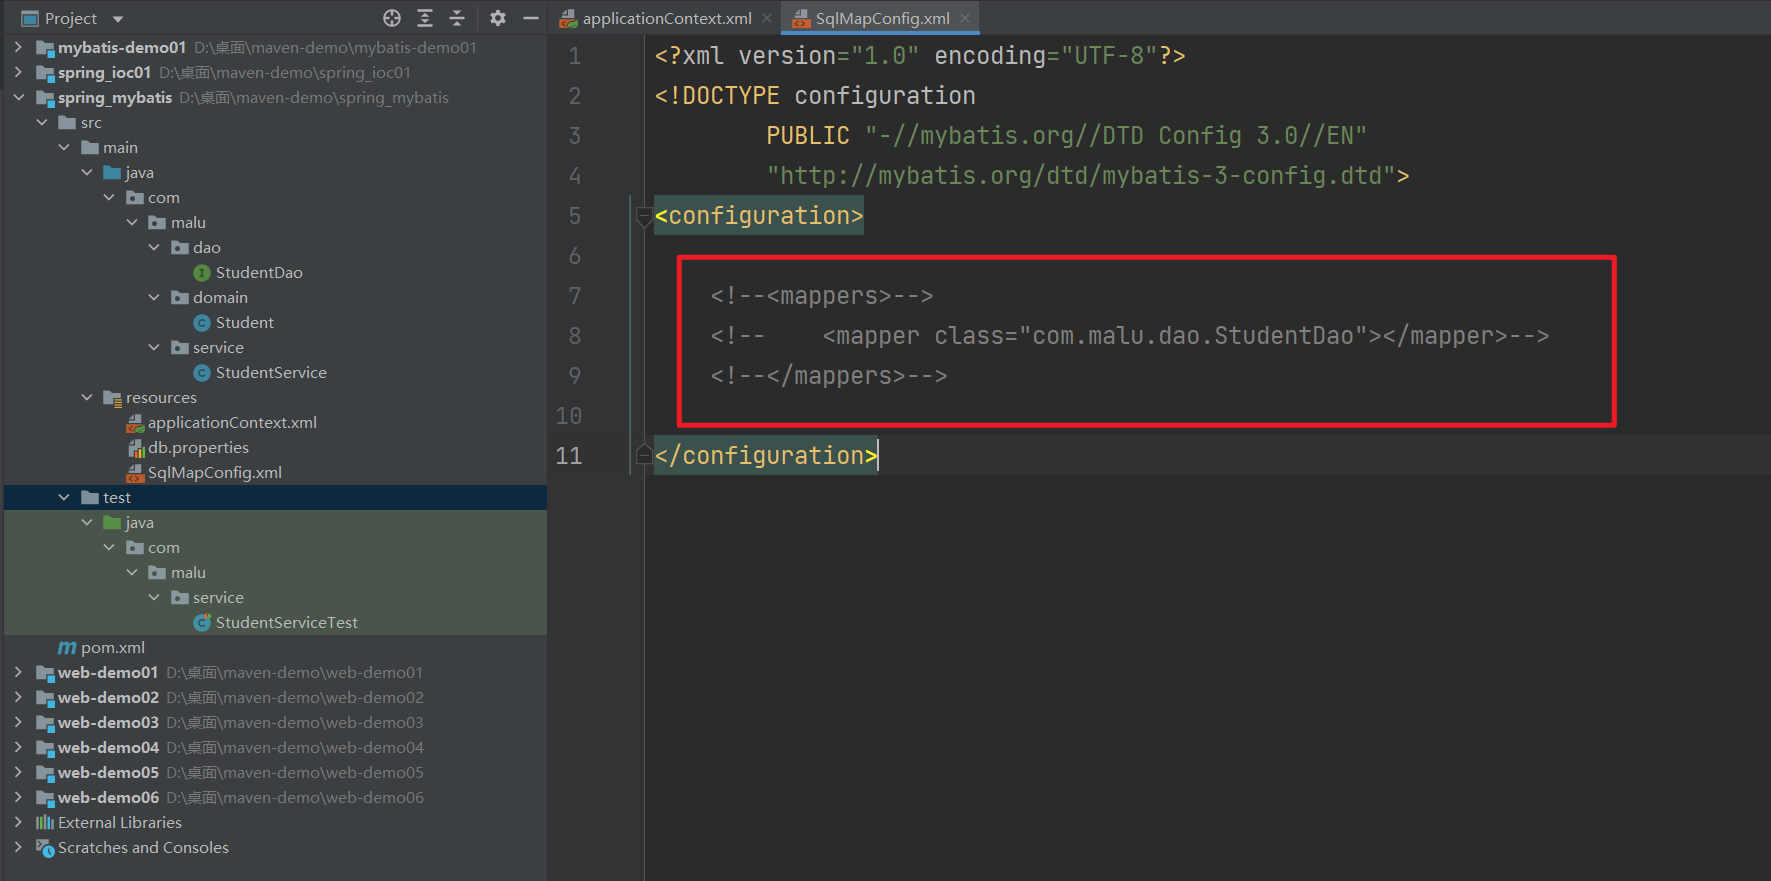 Project
mybatis-demo01 D:\桌面\maven-demo\mybatis-demo01
spring_ioc01 D:\桌面\maven-demo\spring_ioc01
spring_mybatis D:\桌面\maven-demo\spring_mybatis
src
main
java
com
malu
dao
I StudentDao
domain
C Student
service
C StudentService
resources
applicationContext.xml
db.properties
SqlMapConfig.xml
test
java
com
malu
service
C StudentServiceTest
m pom.xml
web-demo01 D:\桌面\maven-demo\web-demo01
web-demo02 D:\桌面\maven-demo\web-demo02
web-demo03 D:\桌面\maven-demo\web-demo03
web-demo04 D:\桌面\maven-demo\web-demo04
web-demo05 D:\桌面\maven-demo\web-demo05
web-demo06 D:\桌面\maven-demo\web-demo06
External Libraries
Scratches and Consoles
applicationContext.xml SqlMapConfig.xml
1 <?xml version="1.0" encoding="UTF-8"?>
2 <!DOCTYPE configuration
3 PUBLIC "-//mybatis.org//DTD Config 3.0//EN"
4 "http://mybatis.org/dtd/mybatis-3-config.dtd">
5 <configuration>
6
7 <!--<mappers>-->
8 <!--    <mapper class="com.malu.dao.StudentDao"></mapper>-->
9 <!--</mappers>-->
10
11 </configuration>